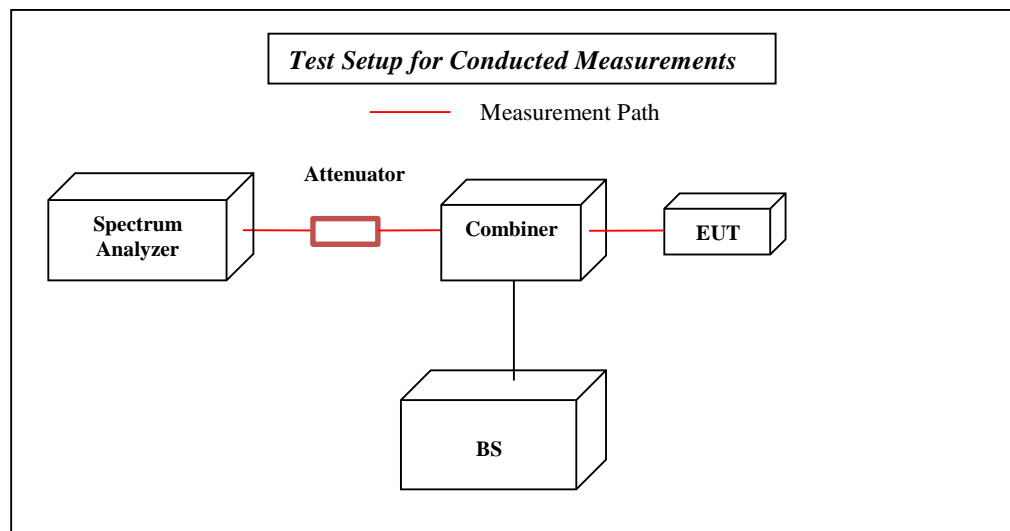 Test Setup for Conducted Measurements
Measurement Path
Attenuator
Spectrum
Analyzer
Combiner
EUT
BS